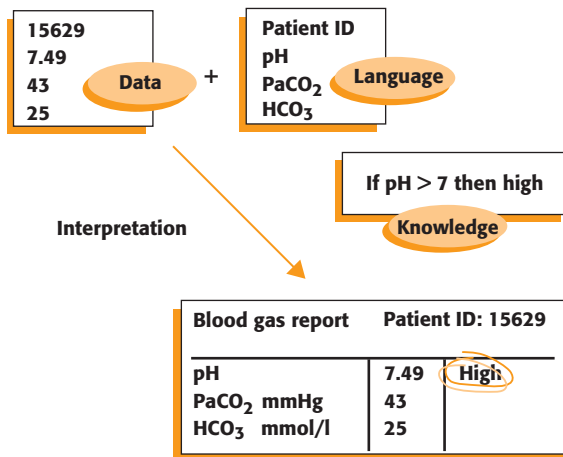 15629
7.49
43
25
Data
+
Patient ID
pH
PaCO₂
HCO₃
Language
If pH > 7 then high
Knowledge
Interpretation
Blood gas report Patient ID: 15629
pH 7.49 High
PaCO₂ mmHg 43
HCO₃ mmol/l 25